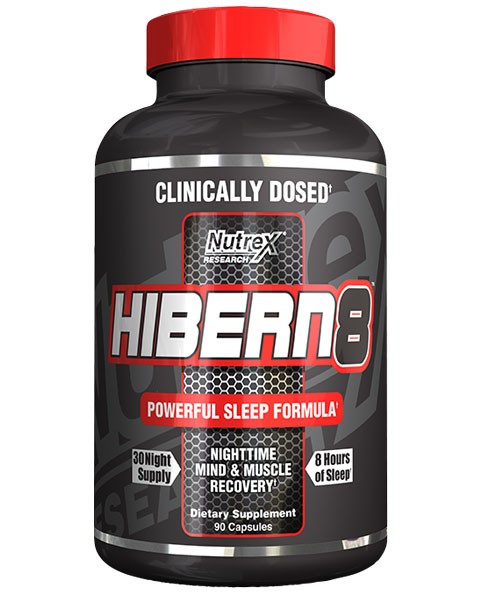 CLINICALLY DOSED†
Nutrex
RESEARCH
HIBERN8™
POWERFUL SLEEP FORMULA†
30 Night
Supply
NIGHTTIME
MIND & MUSCLE
RECOVERY†
8 Hours
of Sleep†
Dietary Supplement
90 Capsules